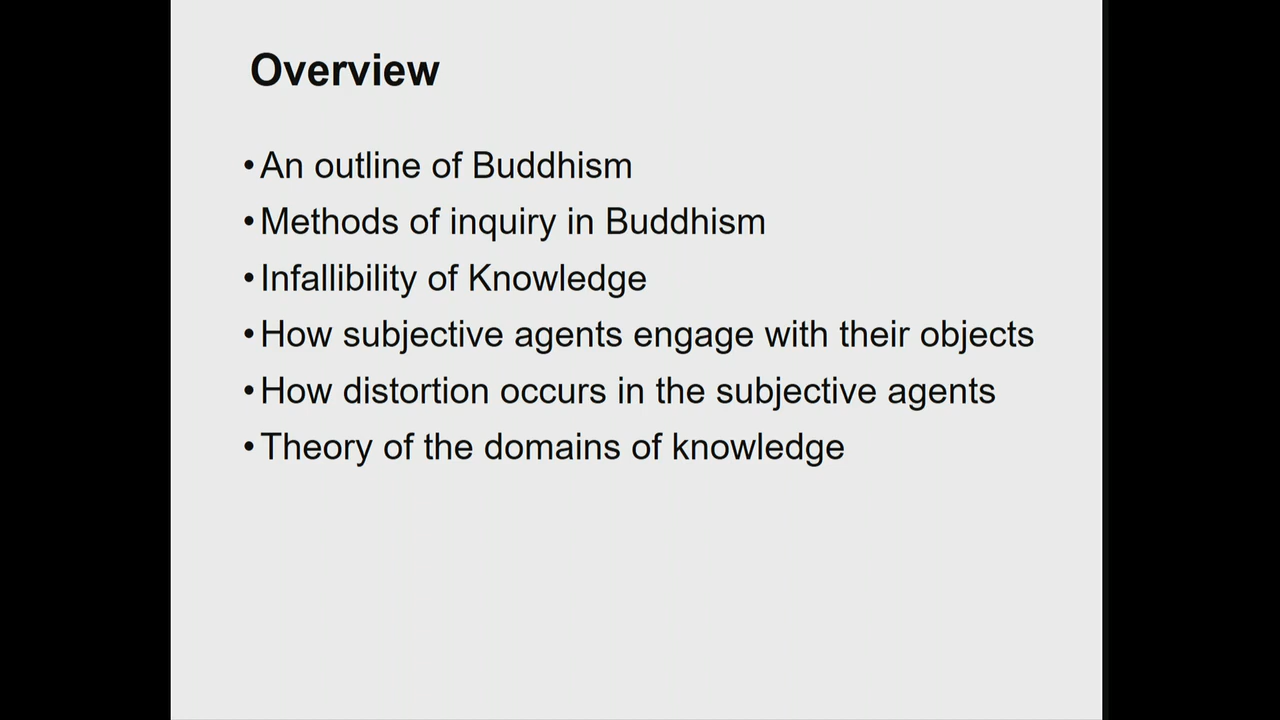 Overview
•An outline of Buddhism
•Methods of inquiry in Buddhism
•Infallibility of Knowledge
•How subjective agents engage with their objects
•How distortion occurs in the subjective agents
•Theory of the domains of knowledge